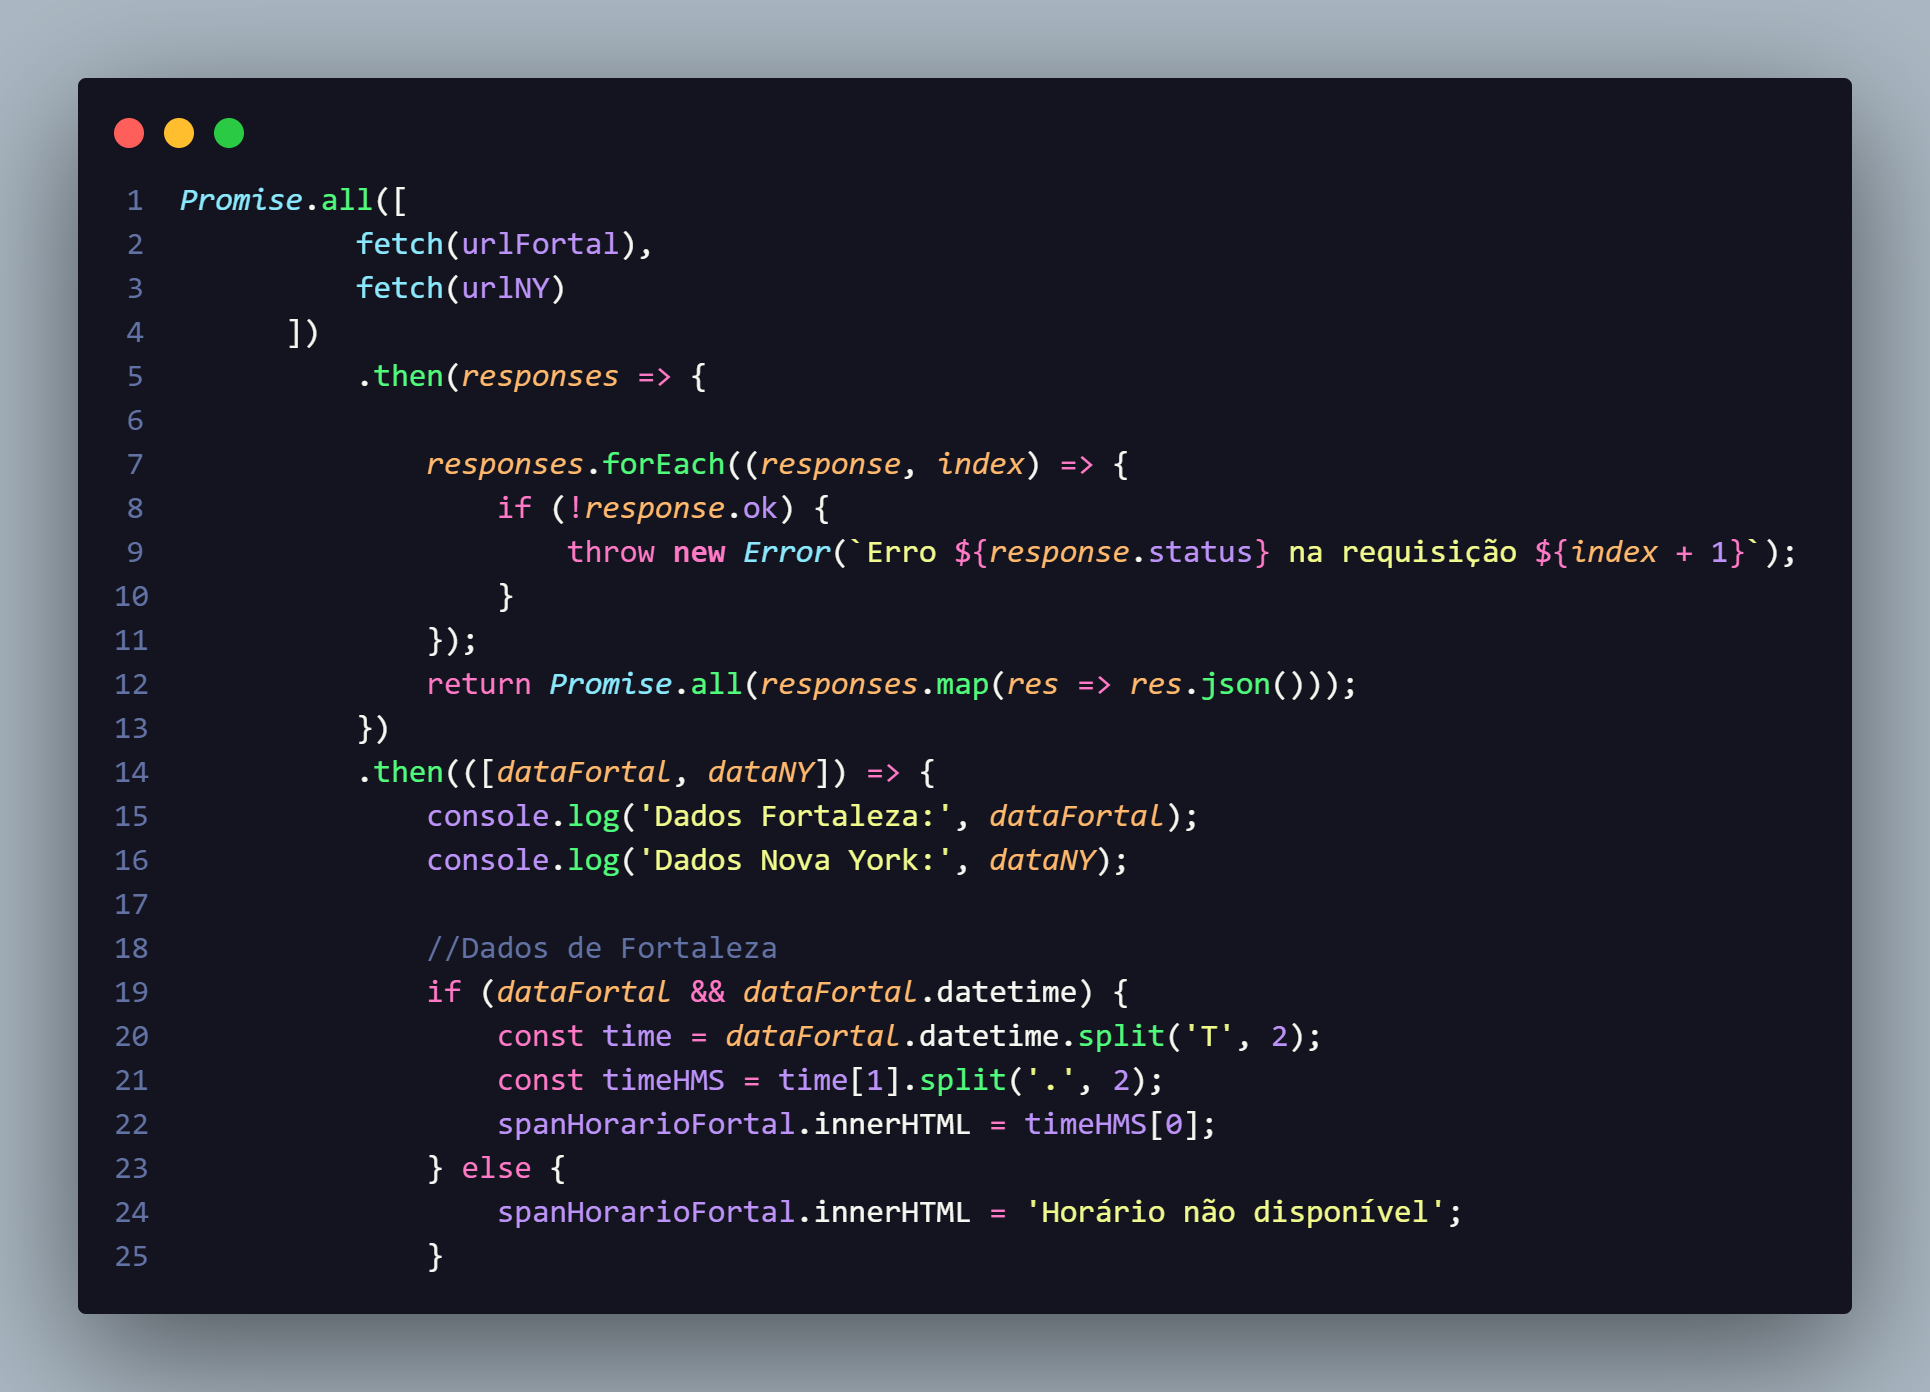 1 Promise.all([
2 fetch(urlFortal),
3 fetch(urlNY)
4 ])
5 .then(responses => {
6
7 responses.forEach((response, index) => {
8 if (!response.ok) {
9 throw new Error(`Erro ${response.status} na requisição ${index + 1}`);
10 }
11 });
12 return Promise.all(responses.map(res => res.json()));
13 })
14 .then(([dataFortal, dataNY]) => {
15 console.log('Dados Fortaleza:', dataFortal);
16 console.log('Dados Nova York:', dataNY);
17
18 //Dados de Fortaleza
19 if (dataFortal && dataFortal.datetime) {
20 const time = dataFortal.datetime.split('T', 2);
21 const timeHMS = time[1].split('.', 2);
22 spanHorarioFortal.innerHTML = timeHMS[0];
23 } else {
24 spanHorarioFortal.innerHTML = 'Horário não disponível';
25 }